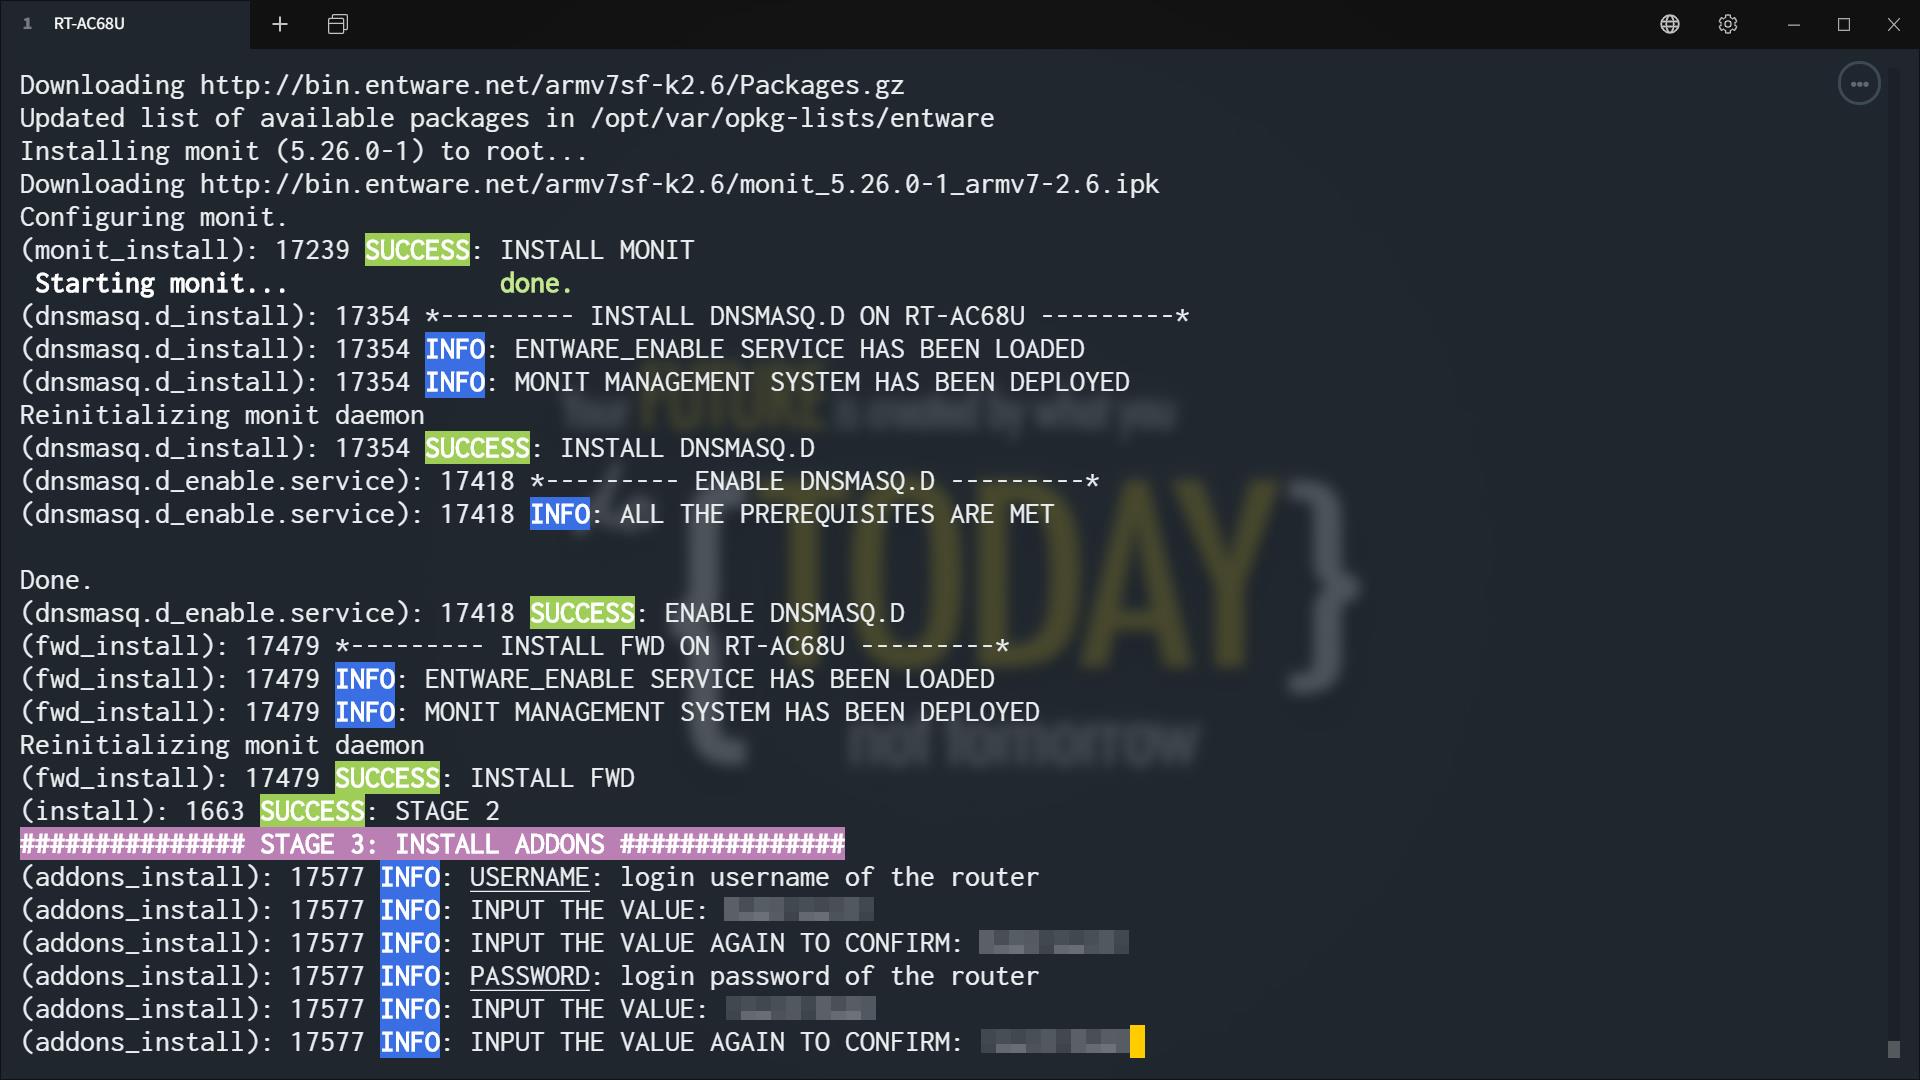 1 RT-AC68U
Downloading http://bin.entware.net/armv7sf-k2.6/Packages.gz
Updated list of available packages in /opt/var/opkg-lists/entware
Installing monit (5.26.0-1) to root...
Downloading http://bin.entware.net/armv7sf-k2.6/monit_5.26.0-1_armv7-2.6.ipk
Configuring monit.
(monit_install): 17239 SUCCESS: INSTALL MONIT
Starting monit... done.
(dnsmasq.d_install): 17354 *--------- INSTALL DNSMASQ.D ON RT-AC68U ---------*
(dnsmasq.d_install): 17354 INFO: ENTWARE_ENABLE SERVICE HAS BEEN LOADED
(dnsmasq.d_install): 17354 INFO: MONIT MANAGEMENT SYSTEM HAS BEEN DEPLOYED
Reinitializing monit daemon
(dnsmasq.d_install): 17354 SUCCESS: INSTALL DNSMASQ.D
(dnsmasq.d_enable.service): 17418 *--------- ENABLE DNSMASQ.D ---------*
(dnsmasq.d_enable.service): 17418 INFO: ALL THE PREREQUISITES ARE MET
Done.
(dnsmasq.d_enable.service): 17418 SUCCESS: ENABLE DNSMASQ.D
(fwd_install): 17479 *--------- INSTALL FWD ON RT-AC68U ---------*
(fwd_install): 17479 INFO: ENTWARE_ENABLE SERVICE HAS BEEN LOADED
(fwd_install): 17479 INFO: MONIT MANAGEMENT SYSTEM HAS BEEN DEPLOYED
Reinitializing monit daemon
(fwd_install): 17479 SUCCESS: INSTALL FWD
(install): 1663 SUCCESS: STAGE 2
############### STAGE 3: INSTALL ADDONS ###############
(addons_install): 17577 INFO: USERNAME: login username of the router
(addons_install): 17577 INFO: INPUT THE VALUE:
(addons_install): 17577 INFO: INPUT THE VALUE AGAIN TO CONFIRM:
(addons_install): 17577 INFO: PASSWORD: login password of the router
(addons_install): 17577 INFO: INPUT THE VALUE:
(addons_install): 17577 INFO: INPUT THE VALUE AGAIN TO CONFIRM:
Your FUTURE is created by what you
{ TODAY }
not tomorrow